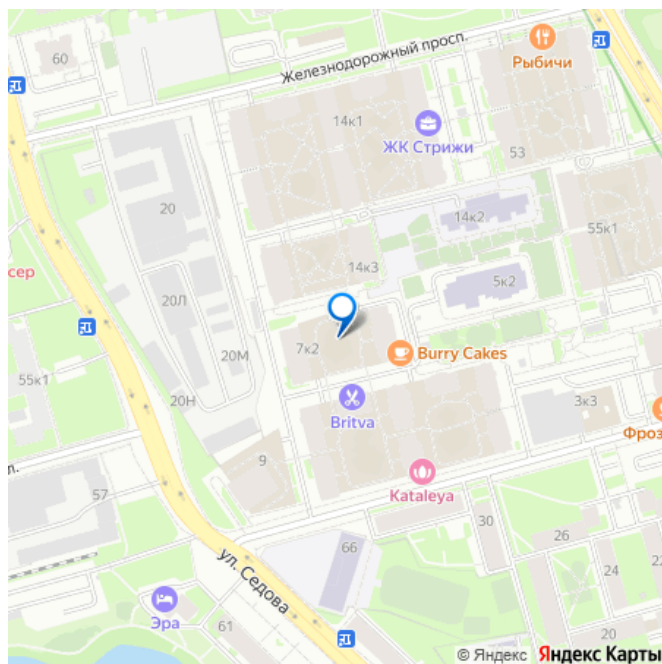 60
Железнодорожный просп.
Рыбичи
14к1
ЖК Стрижи
53
20
14к2
55к1
14к3
сер
5к2
20Л
7к2
20М
Burry Cakes
55к1
20Н
Britva
3к3
Фроз
9
п.
Kataleya
57
30
26
66
24
22
ул. Седова
Эра
61
20
© Яндекс Яндекс Карты